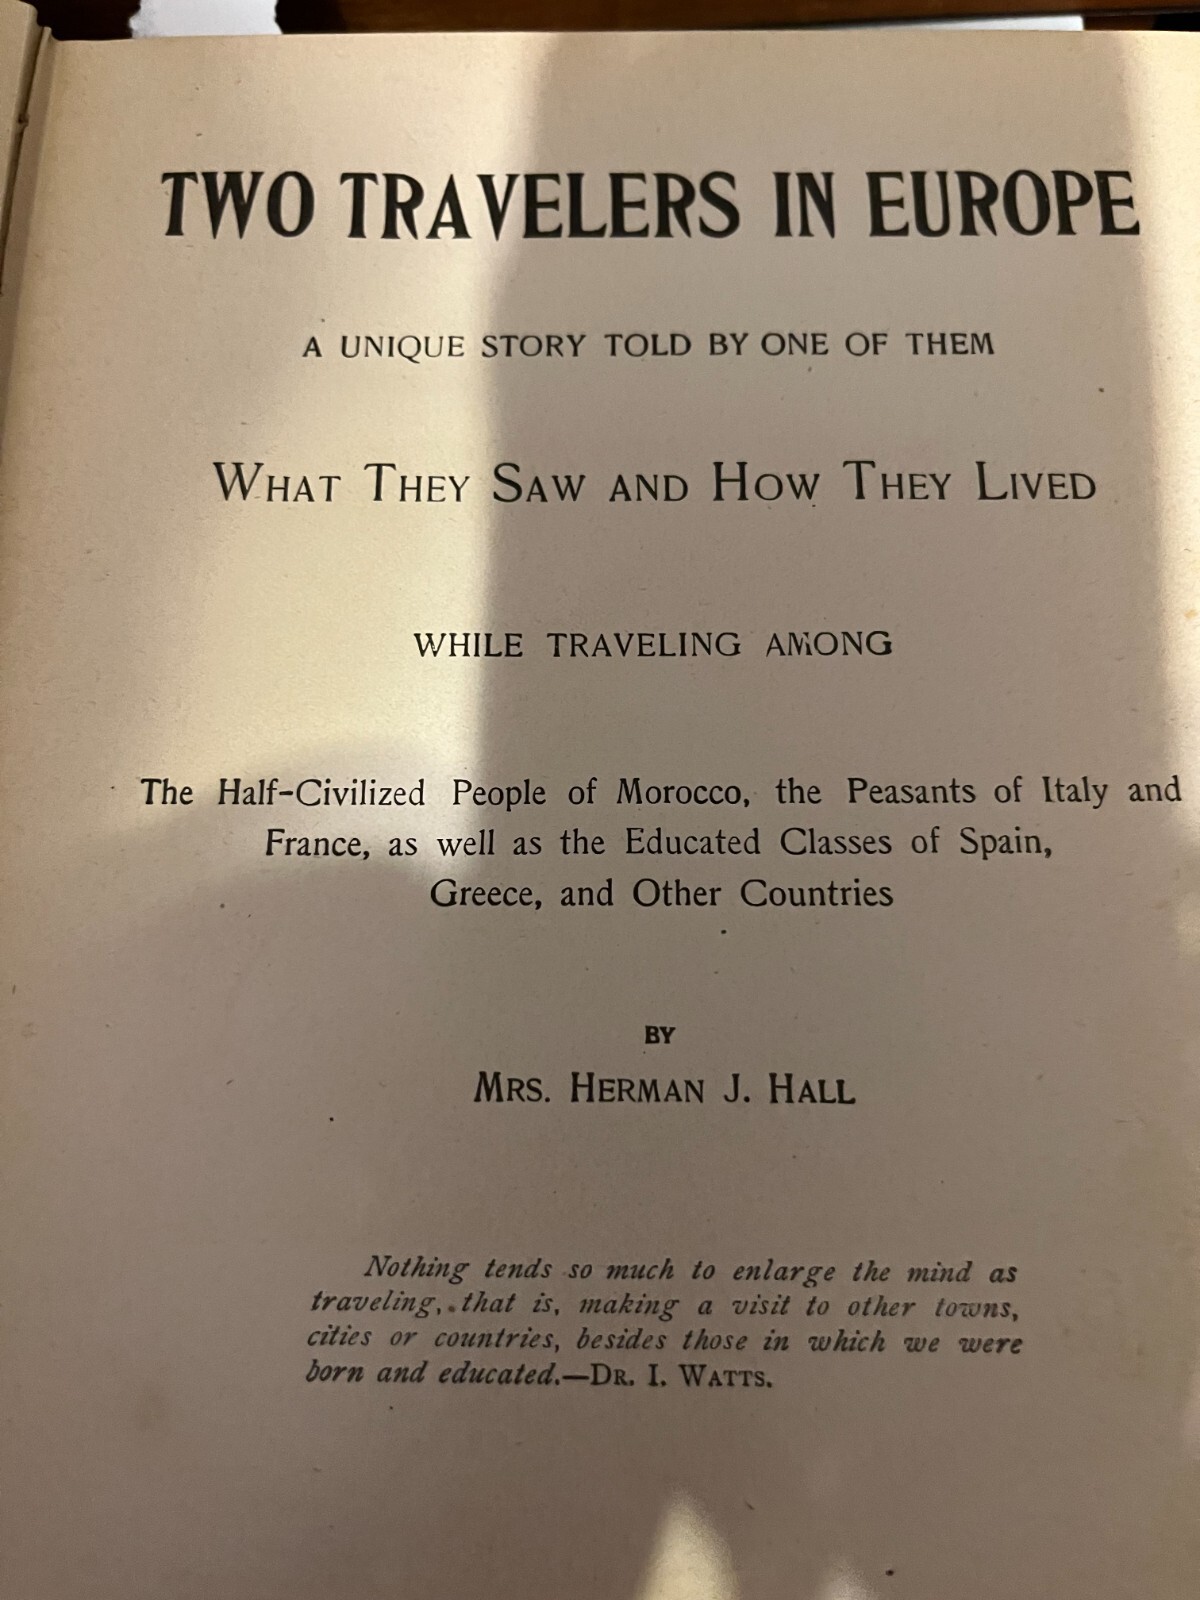 TWO TRAVELERS IN EUROPE
A UNIQUE STORY TOLD BY ONE OF THEM
WHAT THEY SAW AND HOW THEY LIVED
WHILE TRAVELING AMONG
The Half-Civilized People of Morocco, the Peasants of Italy and
France, as well as the Educated Classes of Spain,
Greece, and Other Countries
BY
MRS. HERMAN J. HALL
Nothing tends so much to enlarge the mind as
traveling, that is, making a visit to other towns,
cities or countries, besides those in which we were
born and educated.—DR. I. WATTS.